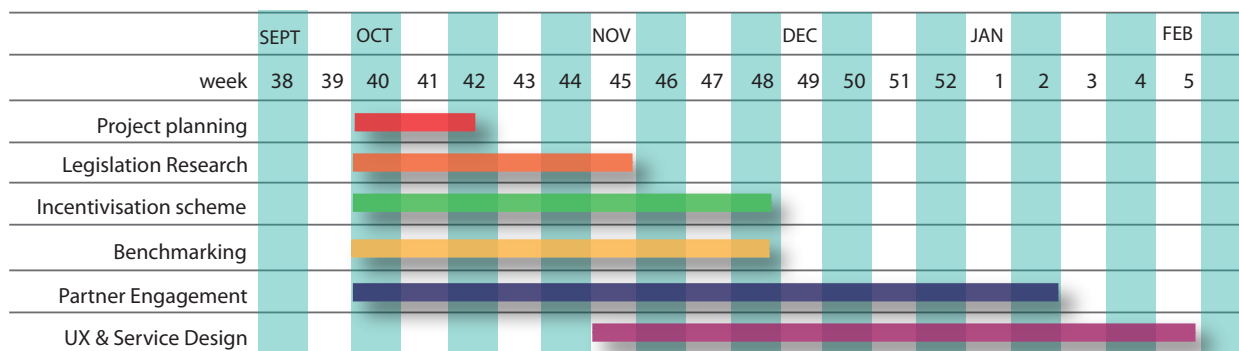 SEPT OCT NOV DEC JAN FEB
week 38 39 40 41 42 43 44 45 46 47 48 49 50 51 52 1 2 3 4 5
Project planning
Legislation Research
Incentivisation scheme
Benchmarking
Partner Engagement
UX & Service Design